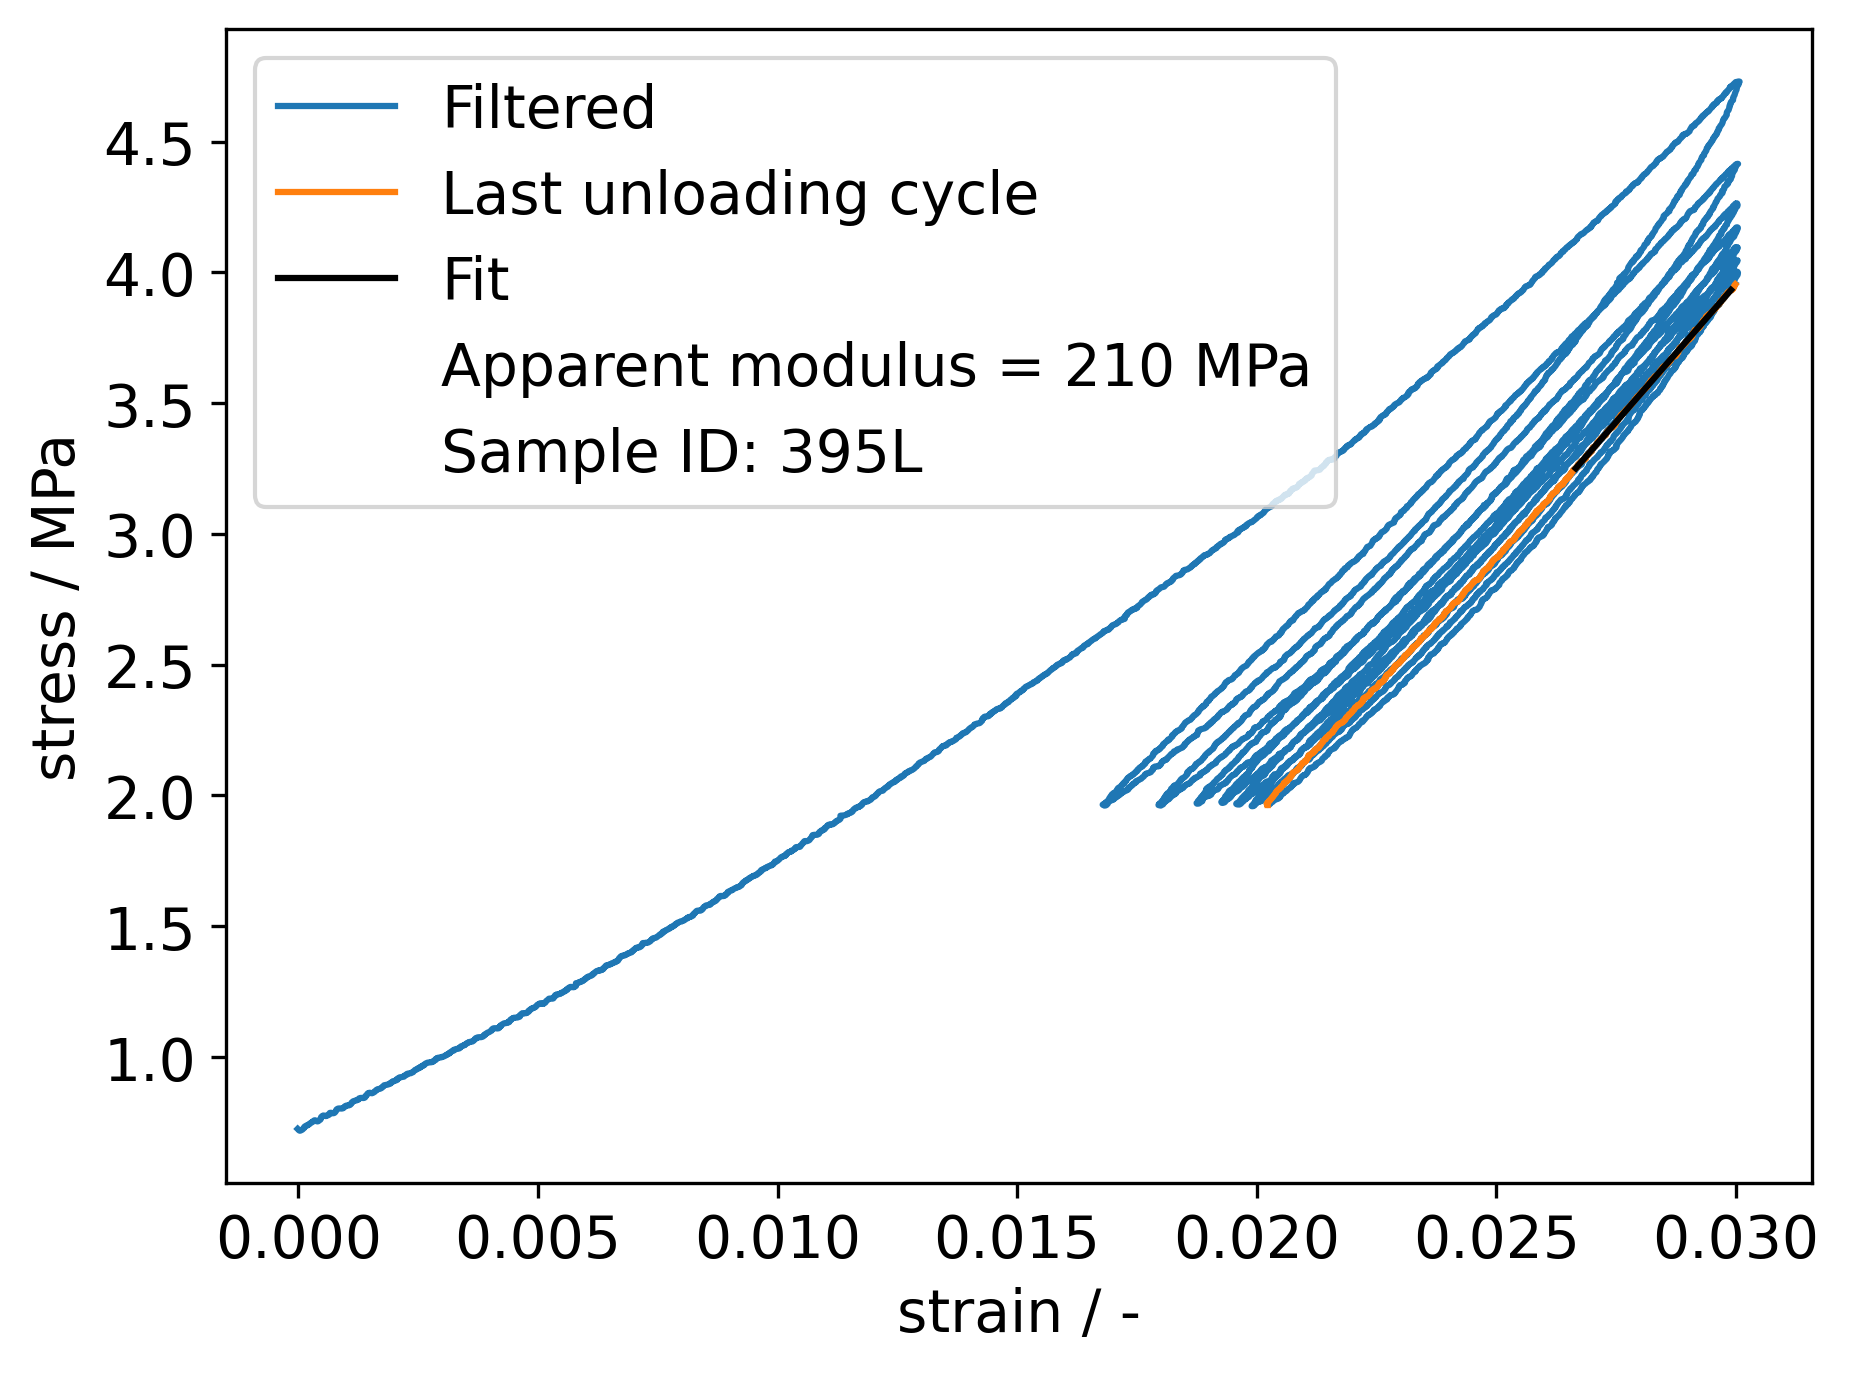 Filtered
Last unloading cycle
Fit
Apparent modulus = 210 MPa
Sample ID: 395L
4.5
4.0
3.5
3.0
2.5
2.0
1.5
1.0
stress / MPa
0.000 0.005 0.010 0.015 0.020 0.025 0.030
strain / -